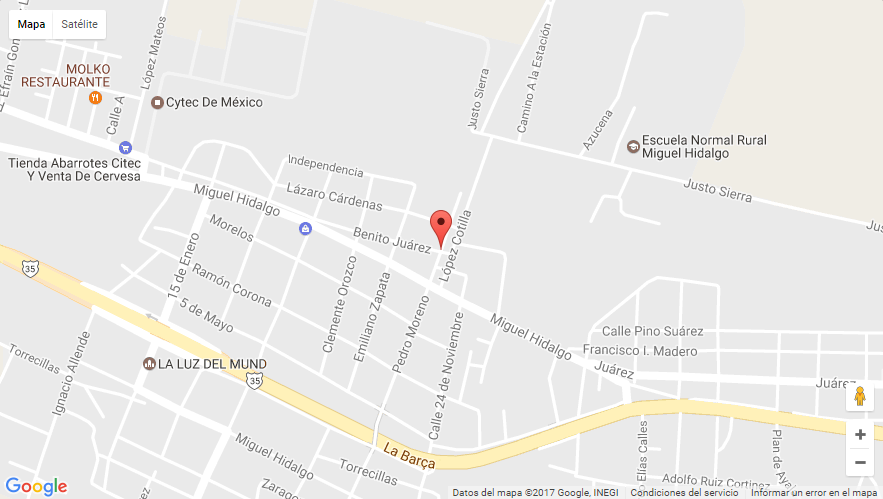 Mapa
Satélite
Efraín Gon
López Mateos
MOLKO
RESTAURANTE
Calle A
Cytec De México
Justo Sierra
Camino A la Estación
Azucena
Escuela Normal Rural
Miguel Hidalgo
Tienda Abarrotes Citec
Y Venta De Cervesa
Independencia
Lázaro Cárdenas
Miguel Hidalgo
Justo Sierra
Justo
Morelos
Benito Juárez
López Cotilla
15 de Enero
35
Ramón Corona
Clemente Orozco
Emiliano Zapata
5 de Mayo
Pedro Moreno
Calle 24 de Noviembre
Miguel Hidalgo
Calle Pino Suárez
Francisco I. Madero
Torrecillas
Ignacio Allende
LA LUZ DEL MUND
35
Juárez
Juárez
La Barça
Miguel Hidalgo
Torrecillas
Zarago
o Elías Calles
Plan de Aya
Adolfo Ruiz Cortinez
Google
Datos del mapa ©2017 Google, INEGI
Condiciones del servicio
Informar un error en el mapa